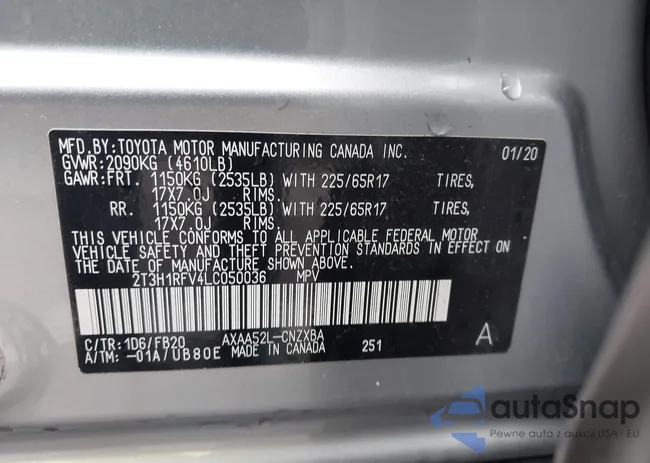 MFD.BY:TOYOTA MOTOR MANUFACTURING CANADA INC. 01/20
GVWR:2090KG (4610LB)
GAWR:FRT. 1150KG (2535LB) WITH 225/65R17 TIRES,
17X7.0J RIMS.
RR. 1150KG (2535LB) WITH 225/65R17 TIRES,
17X7.0J RIMS.
THIS VEHICLE CONFORMS TO ALL APPLICABLE FEDERAL MOTOR
VEHICLE SAFETY AND THEFT PREVENTION STANDARDS IN EFFECT ON
THE DATE OF MANUFACTURE SHOWN ABOVE.
2T3H1RFV4LC050036 MPV
C/TR:1D6/FB20 AXAA52L-CNZXBA A
A/TM:-01A/UB80E MADE IN CANADA 251
autoSnap
Pewne auta z aukcji USA - EU